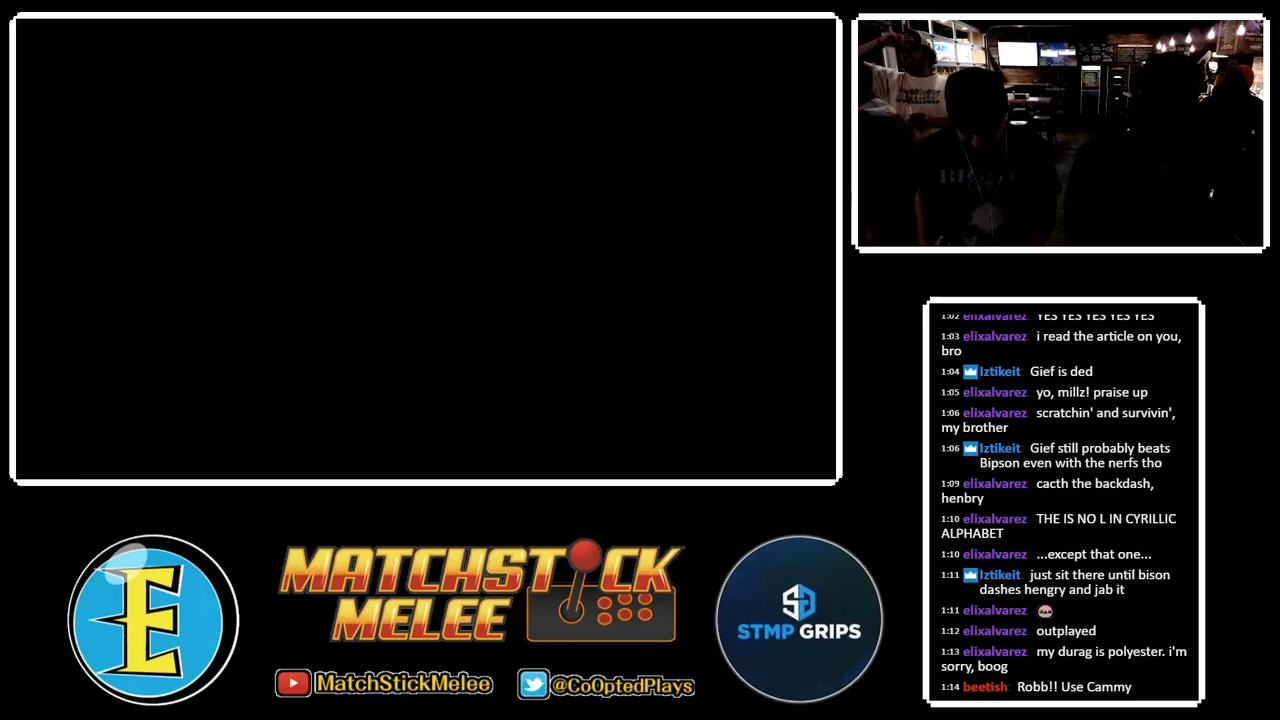 1:02 elixalvarez YES YES YES YES YES
1:03 elixalvarez i read the article on you,
bro
1:04 Iztikeit Gief is ded
1:05 elixalvarez yo, millz! praise up
1:06 elixalvarez scratchin' and survivin',
my brother
1:06 Iztikeit Gief still probably beats
Bipson even with the nerfs tho
1:09 elixalvarez cacth the backdash,
henbry
1:10 elixalvarez THE IS NO L IN CYRILLIC
ALPHABET
1:10 elixalvarez ...except that one...
1:11 Iztikeit just sit there until bison
dashes hengry and jab it
1:11 elixalvarez
1:12 elixalvarez outplayed
1:13 elixalvarez my durag is polyester. i'm
sorry, boog
1:14 beetish Robb!! Use Cammy
E
MATCHSTICK
MELEE
MatchStickMelee
@CoOptedPlays
SG
STMP GRIPS